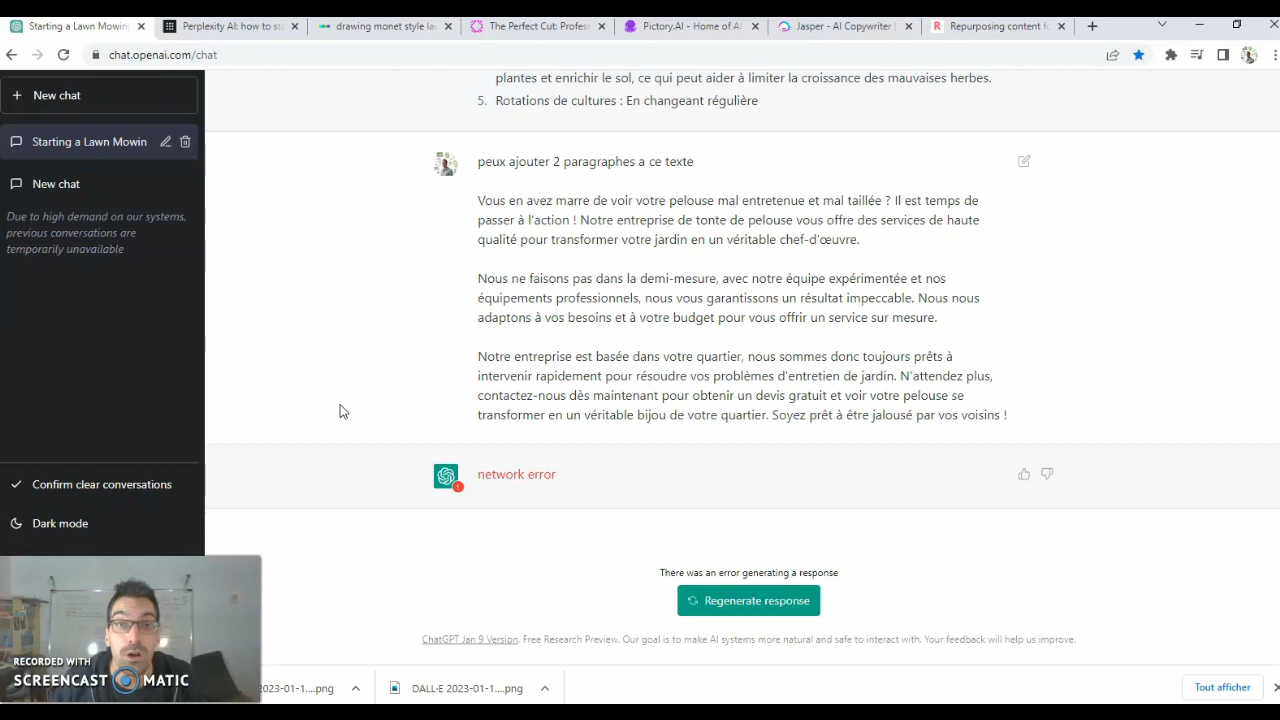 Starting a Lawn Mowin
Perplexity AI: how to st
drawing monet style la
The Perfect Cut: Profes
Pictory.AI - Home of A
Jasper - AI Copywriter
Repurposing content fo
chat.openai.com/chat
New chat
Starting a Lawn Mowin
New chat
Due to high demand on our systems,
previous conversations are
temporarily unavailable
Confirm clear conversations
Dark mode
plantes et enrichir le sol, ce qui peut aider à limiter la croissance des mauvaises herbes.
5. Rotations de cultures : En changeant régulière
peux ajouter 2 paragraphes a ce texte
Vous en avez marre de voir votre pelouse mal entretenue et mal taillée ? Il est temps de
passer à l'action ! Notre entreprise de tonte de pelouse vous offre des services de haute
qualité pour transformer votre jardin en un véritable chef-d'œuvre.
Nous ne faisons pas dans la demi-mesure, avec notre équipe expérimentée et nos
équipements professionnels, nous vous garantissons un résultat impeccable. Nous nous
adaptons à vos besoins et à votre budget pour vous offrir un service sur mesure.
Notre entreprise est basée dans votre quartier, nous sommes donc toujours prêts à
intervenir rapidement pour résoudre vos problèmes d'entretien de jardin. N'attendez plus,
contactez-nous dès maintenant pour obtenir un devis gratuit et voir votre pelouse se
transformer en un véritable bijou de votre quartier. Soyez prêt à être jalousé par vos voisins !
network error
There was an error generating a response
Regenerate response
ChatGPT Jan 9 Version. Free Research Preview. Our goal is to make AI systems more natural and safe to interact with. Your feedback will help us improve.
RECORDED WITH
SCREENCAST MATIC
2023-01-1....png
DALL·E 2023-01-1....png
Tout afficher